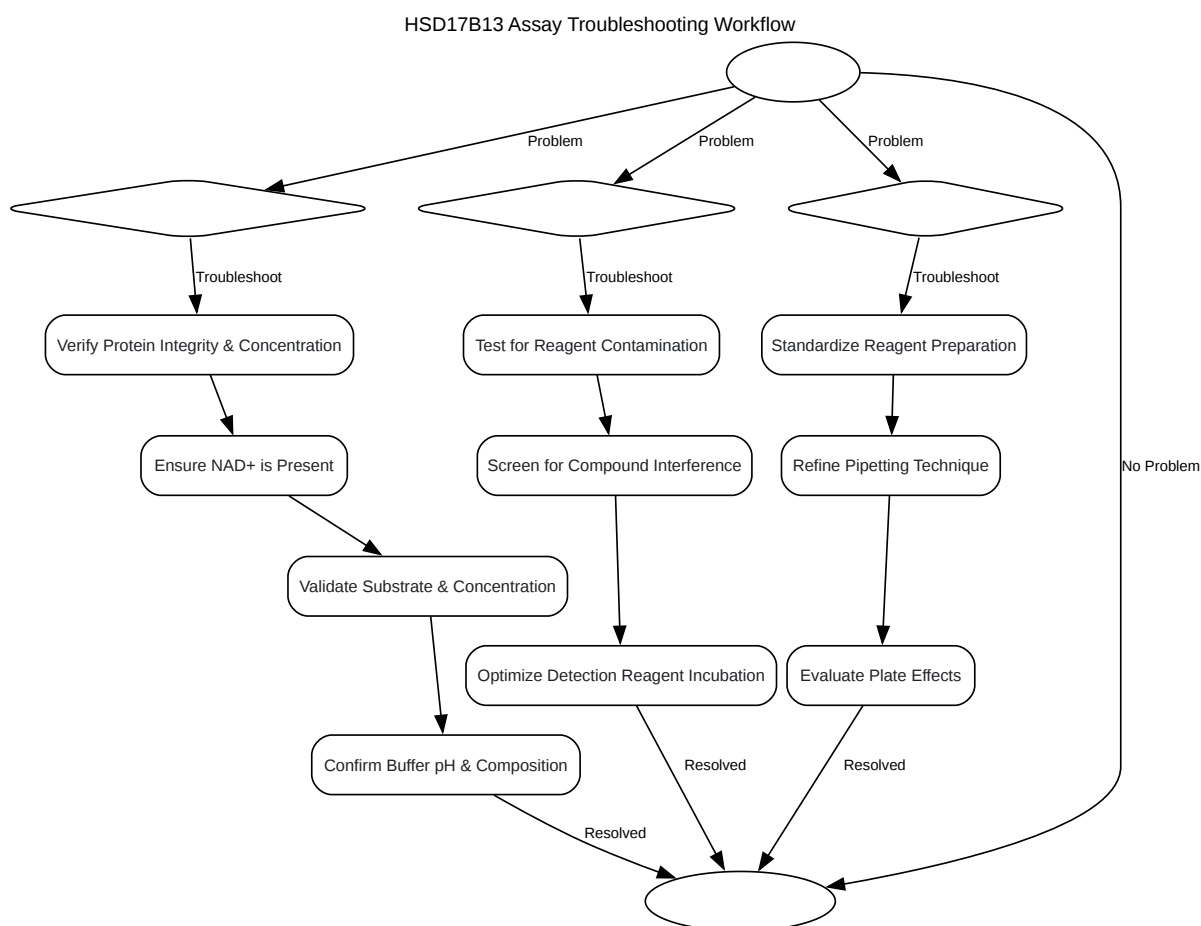 HSD17B13 Assay Troubleshooting Workflow
Problem
Problem
Problem
Troubleshoot
Troubleshoot
Troubleshoot
Verify Protein Integrity & Concentration
Test for Reagent Contamination
Standardize Reagent Preparation
Ensure NAD+ is Present
Screen for Compound Interference
Refine Pipetting Technique
No Problem
Validate Substrate & Concentration
Optimize Detection Reagent Incubation
Evaluate Plate Effects
Confirm Buffer pH & Composition
Resolved
Resolved
Resolved